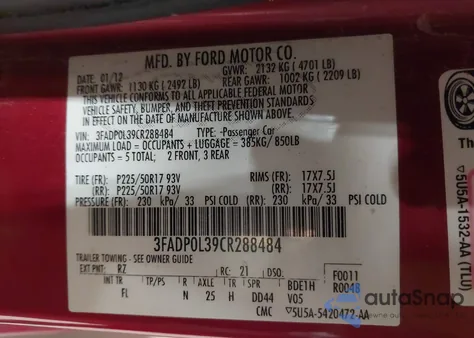 MFD. BY FORD MOTOR CO.
DATE: 01/12 GVWR: 2132 KG ( 4701 LB)
FRONT GAWR: 1130 KG ( 2492 LB) REAR GAWR: 1002 KG ( 2209 LB)
THIS VEHICLE CONFORMS TO ALL APPLICABLE FEDERAL MOTOR
VEHICLE SAFETY, BUMPER, AND THEFT PREVENTION STANDARDS
IN EFFECT ON THE DATE OF MANUFACTURE SHOWN ABOVE.
VIN: 3FADP0L39CR288484 TYPE: -Passenger Car
MAXIMUM LOAD = OCCUPANTS + LUGGAGE = 385KG/ 850LB
OCCUPANTS = 5 TOTAL; 2 FRONT, 3 REAR
TIRE (FF): P225/50R17 93V RIMS (FF): 17X7.5J
(RR): P225/50R17 93V (RR): 17X7.5J
PRESSURE (FF): 230 kPa/ 33 PSI COLD (RR): 230 kPa/ 33 PSI COLD
3FADP0L39CR288484
TRAILER TOWING - SEE OWNER GUIDE
EXT PNT: RZ RC: 21 DSO: F0011
INT TR TP/PS R AXLE TR SPR BDE1H R0048
FL N 25 H DD44 V05
CMC 5U5A-5420472-AA
Thi
5U5A-1532-AA (TLU)
autoSnap